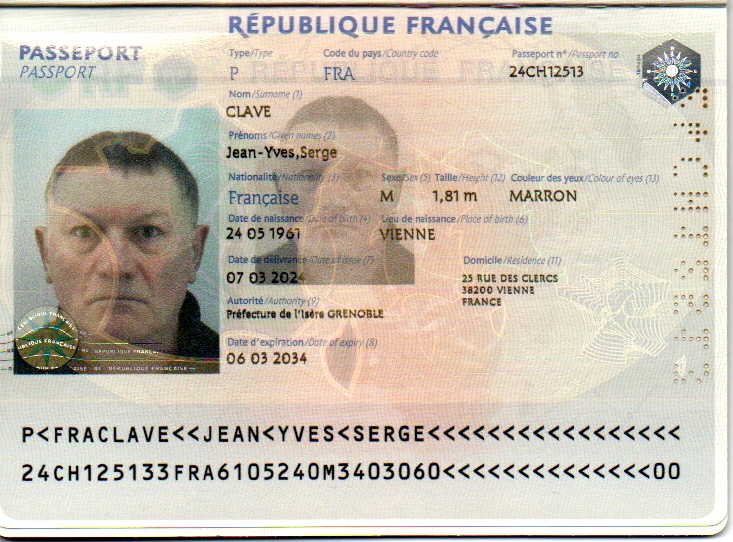 RÉPUBLIQUE FRANÇAISE
PASSEPORT
PASSPORT
Type/Type Code du pays/Country code Passeport n°/Passport no
P FRA 24CH12513
Nom/Surname (1)
CLAVE
Prénoms/Given names (2)
Jean-Yves,Serge
Nationalité/Nationality (3) Sexe/Sex (5) Taille/Height (12) Couleur des yeux/Colour of eyes (13)
Française M 1,81 m MARRON
Date de naissance/Date of birth (4) Lieu de naissance/Place of birth (6)
24 05 1961 VIENNE
Date de délivrance/Date of issue (7) Domicile/Residence (11)
07 03 2024 25 RUE DES CLERCS
38200 VIENNE
FRANCE
Autorité/Authority (9)
Préfecture de l'Isère GRENOBLE
Date d'expiration/Date of expiry (8)
06 03 2034
P<FRACLAVE<<JEAN<YVES<SERGE<<<<<<<<<<<<<<<<<
24CH125133FRA6105240M3403060<<<<<<<<<<<<<<00